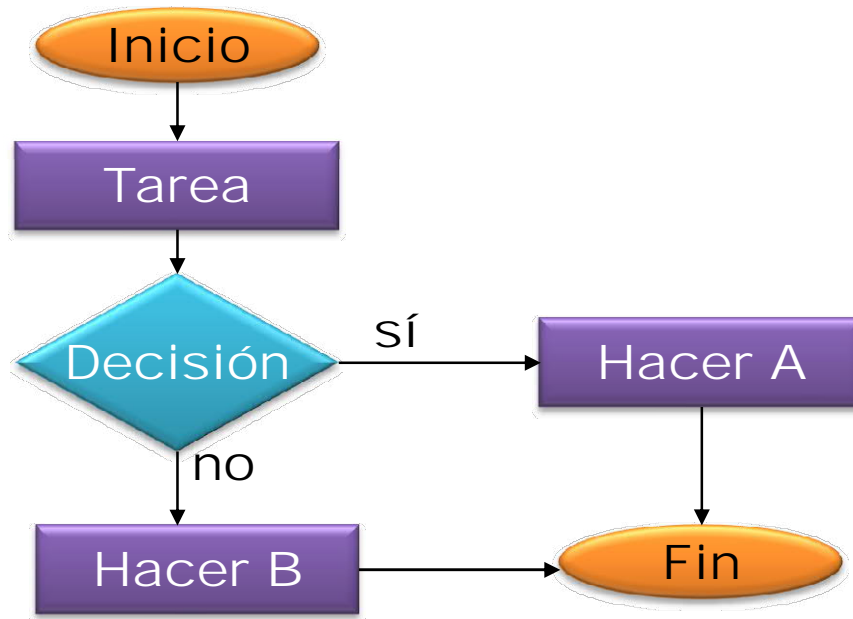 Inicio
Tarea
Decisión
sí
Hacer A
no
Hacer B
Fin